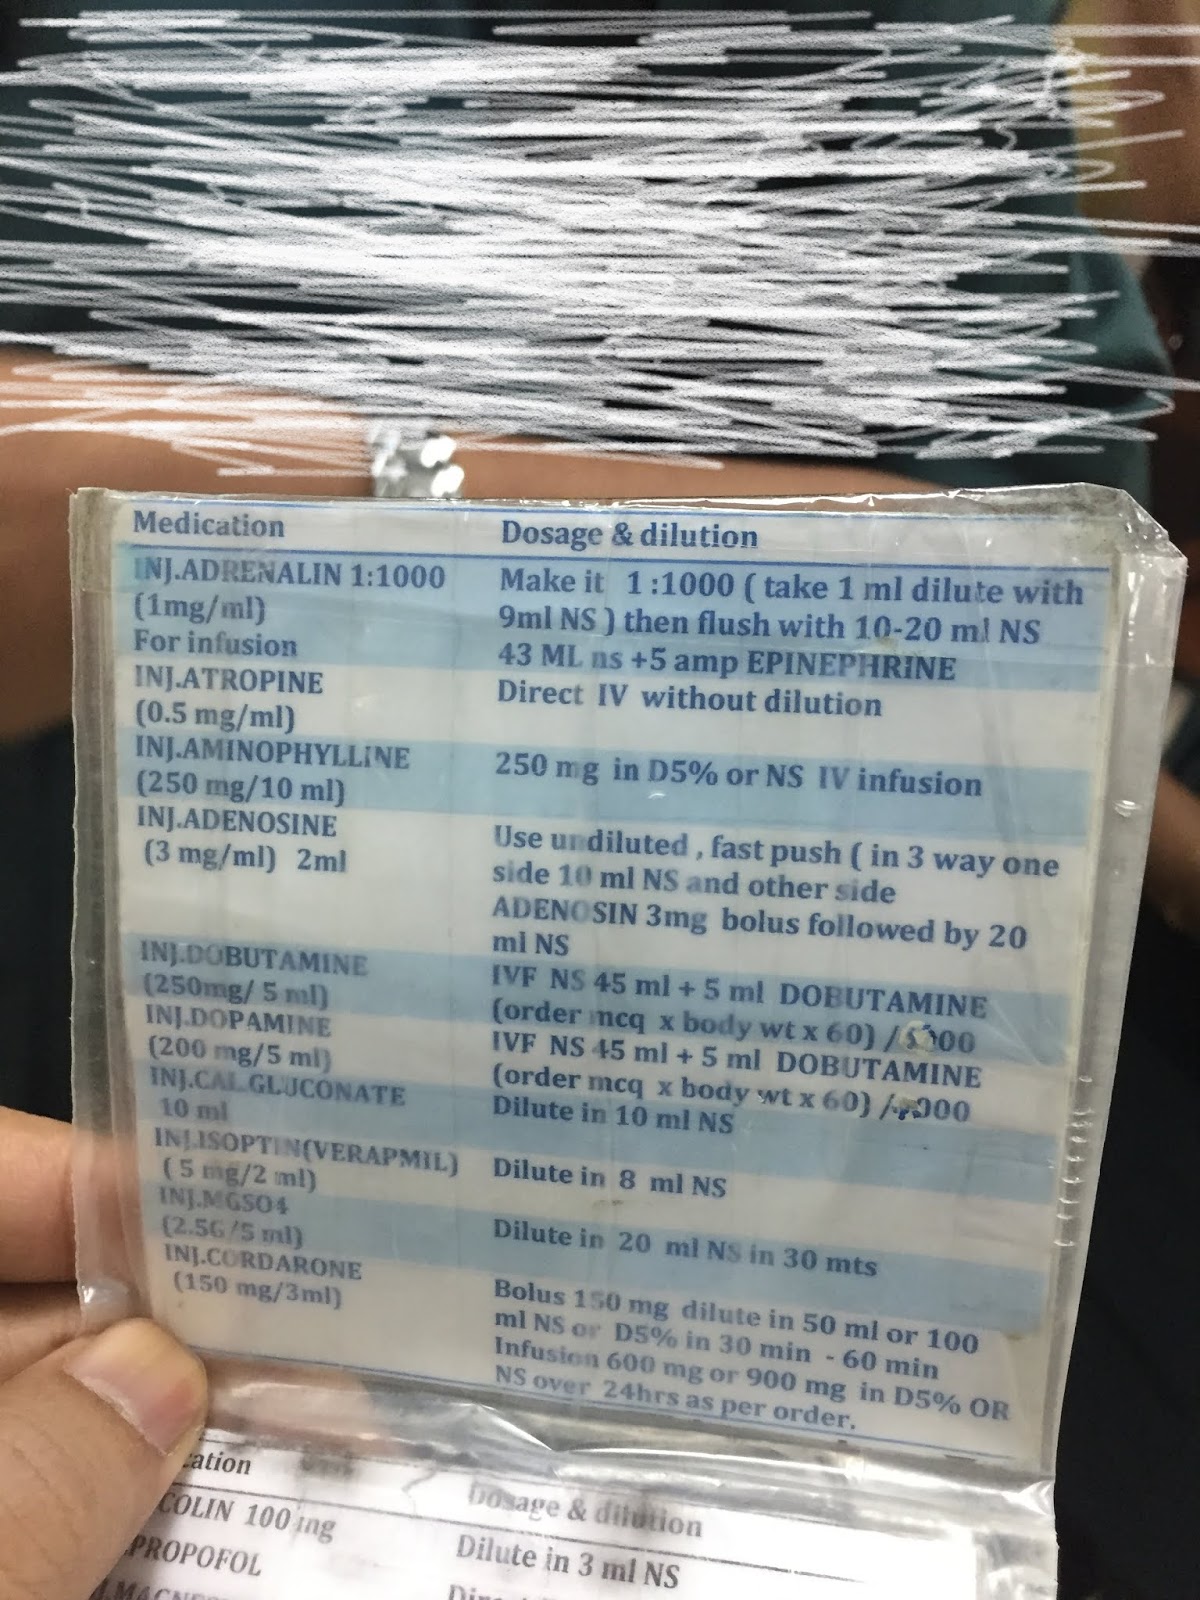 Medication Dosage & dilution
INJ.ADRENALIN 1:1000 Make it 1 :1000 ( take 1 ml dilute with
(1mg/ml) 9ml NS ) then flush with 10-20 ml NS
For infusion 43 ML ns +5 amp EPINEPHRINE
INJ.ATROPINE Direct IV without dilution
(0.5 mg/ml)
INJ.AMINOPHYLLINE 250 mg in D5% or NS IV infusion
(250 mg/10 ml)
INJ.ADENOSINE Use undiluted , fast push ( in 3 way one
(3 mg/ml) 2ml side 10 ml NS and other side
ADENOSIN 3mg bolus followed by 20
ml NS
INJ.DOBUTAMINE IVF NS 45 ml + 5 ml DOBUTAMINE
(250mg/ 5 ml) (order mcq x body wt x 60) /
INJ.DOPAMINE IVF NS 45 ml + 5 ml DOBUTAMINE
(200 mg/5 ml) (order mcq x body wt x 60) /
INJ.CAL.GLUCONATE Dilute in 10 ml NS
10 ml
INJ.ISOPTIN(VERAPMIL) Dilute in 8 ml NS
( 5 mg/2 ml)
INJ.MGSO4 Dilute in 20 ml NS in 30 mts
(2.5G/5 ml)
INJ.CORDARONE Bolus 150 mg dilute in 50 ml or 100
(150 mg/3ml) ml NS or D5% in 30 min - 60 min
Infusion 600 mg or 900 mg in D5% OR
NS over 24hrs as per order.
cation Dosage & dilution
COLIN 100 mg Dilute in 3 ml NS
.PROPOFOL